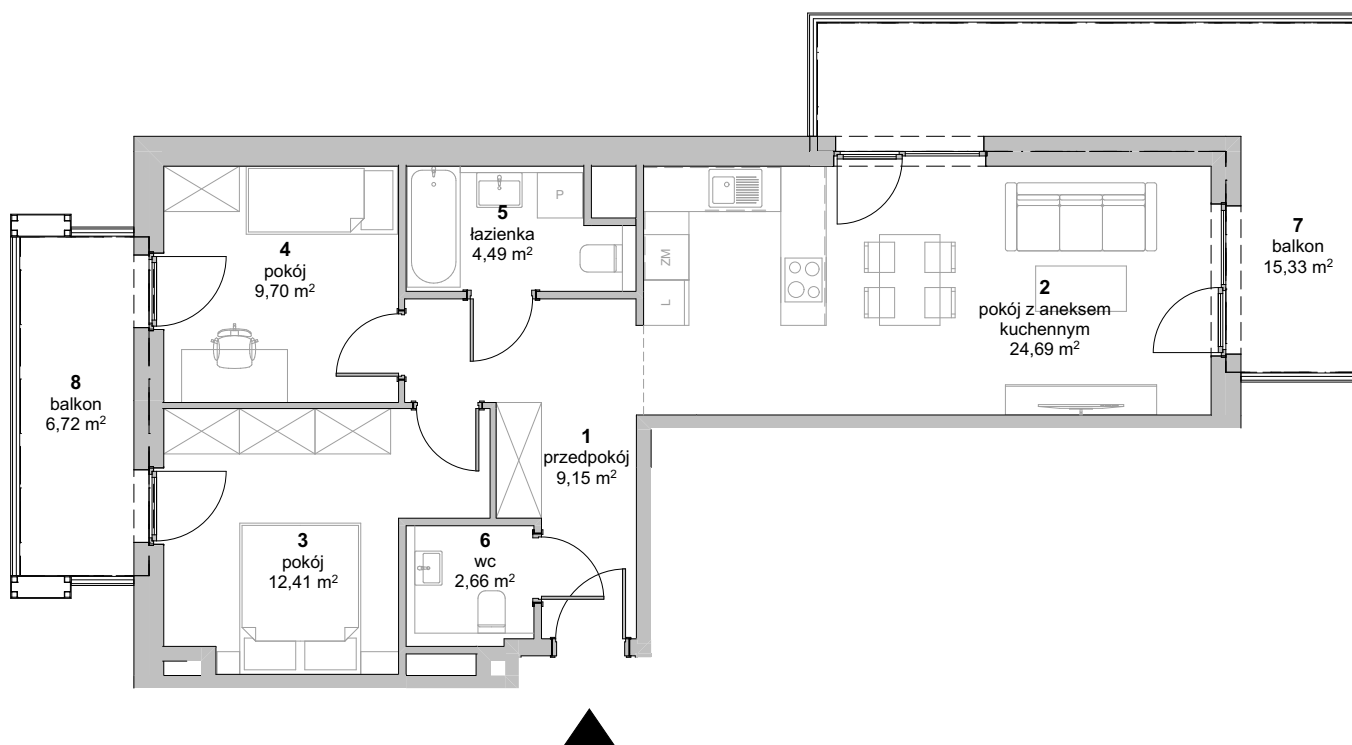 5
łazienka
4,49 m²
P
4
pokój
9,70 m²
7
balkon
15,33 m²
ZM
L
2
pokój z aneksem
kuchennym
24,69 m²
8
balkon
6,72 m²
1
przedpokój
9,15 m²
3
pokój
12,41 m²
6
wc
2,66 m²